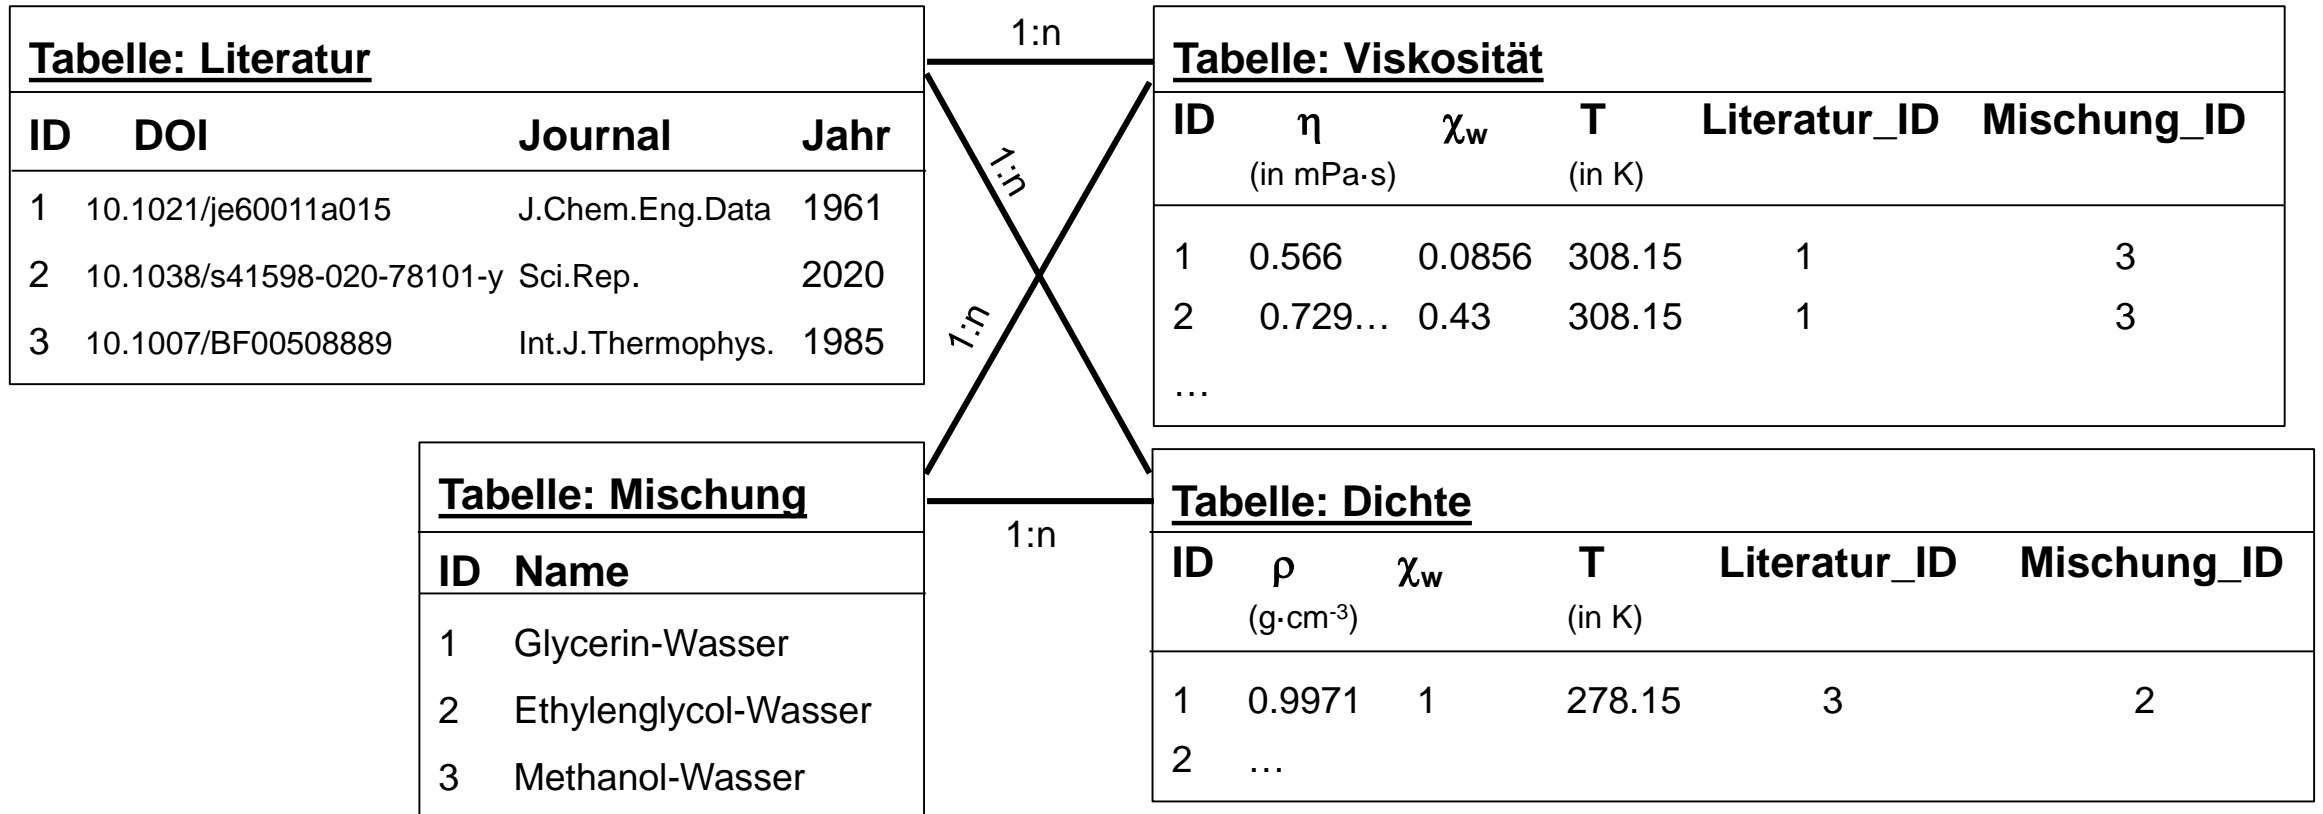 Tabelle: Literatur
ID DOI Journal Jahr
1 10.1021/je60011a015 J.Chem.Eng.Data 1961
2 10.1038/s41598-020-78101-y Sci.Rep. 2020
3 10.1007/BF00508889 Int.J.Thermophys. 1985
1:n
1:n
1:n
1:n
Tabelle: Viskosität
ID η χw T Literatur_ID Mischung_ID
(in mPa·s) (in K)
1 0.566 0.0856 308.15 1 3
2 0.729… 0.43 308.15 1 3
…
Tabelle: Mischung
ID Name
1 Glycerin-Wasser
2 Ethylenglycol-Wasser
3 Methanol-Wasser
Tabelle: Dichte
ID ρ χw T Literatur_ID Mischung_ID
(g·cm-3) (in K)
1 0.9971 1 278.15 3 2
2 …